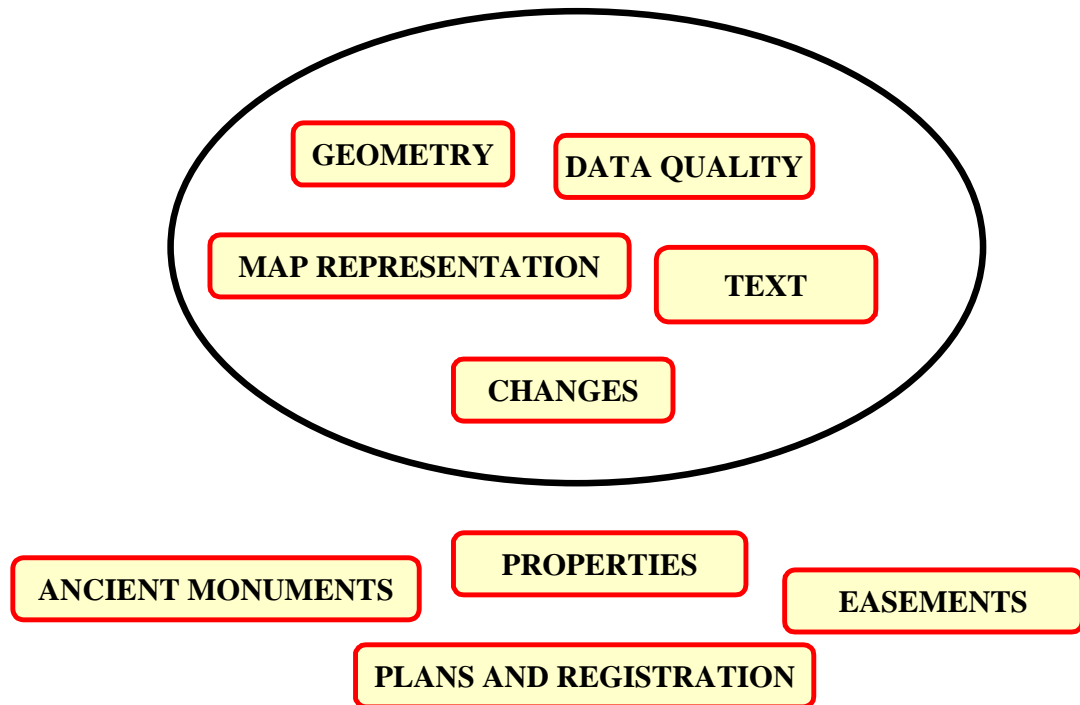 GEOMETRY
DATA QUALITY
MAP REPRESENTATION
TEXT
CHANGES
PROPERTIES
ANCIENT MONUMENTS
EASEMENTS
PLANS AND REGISTRATION